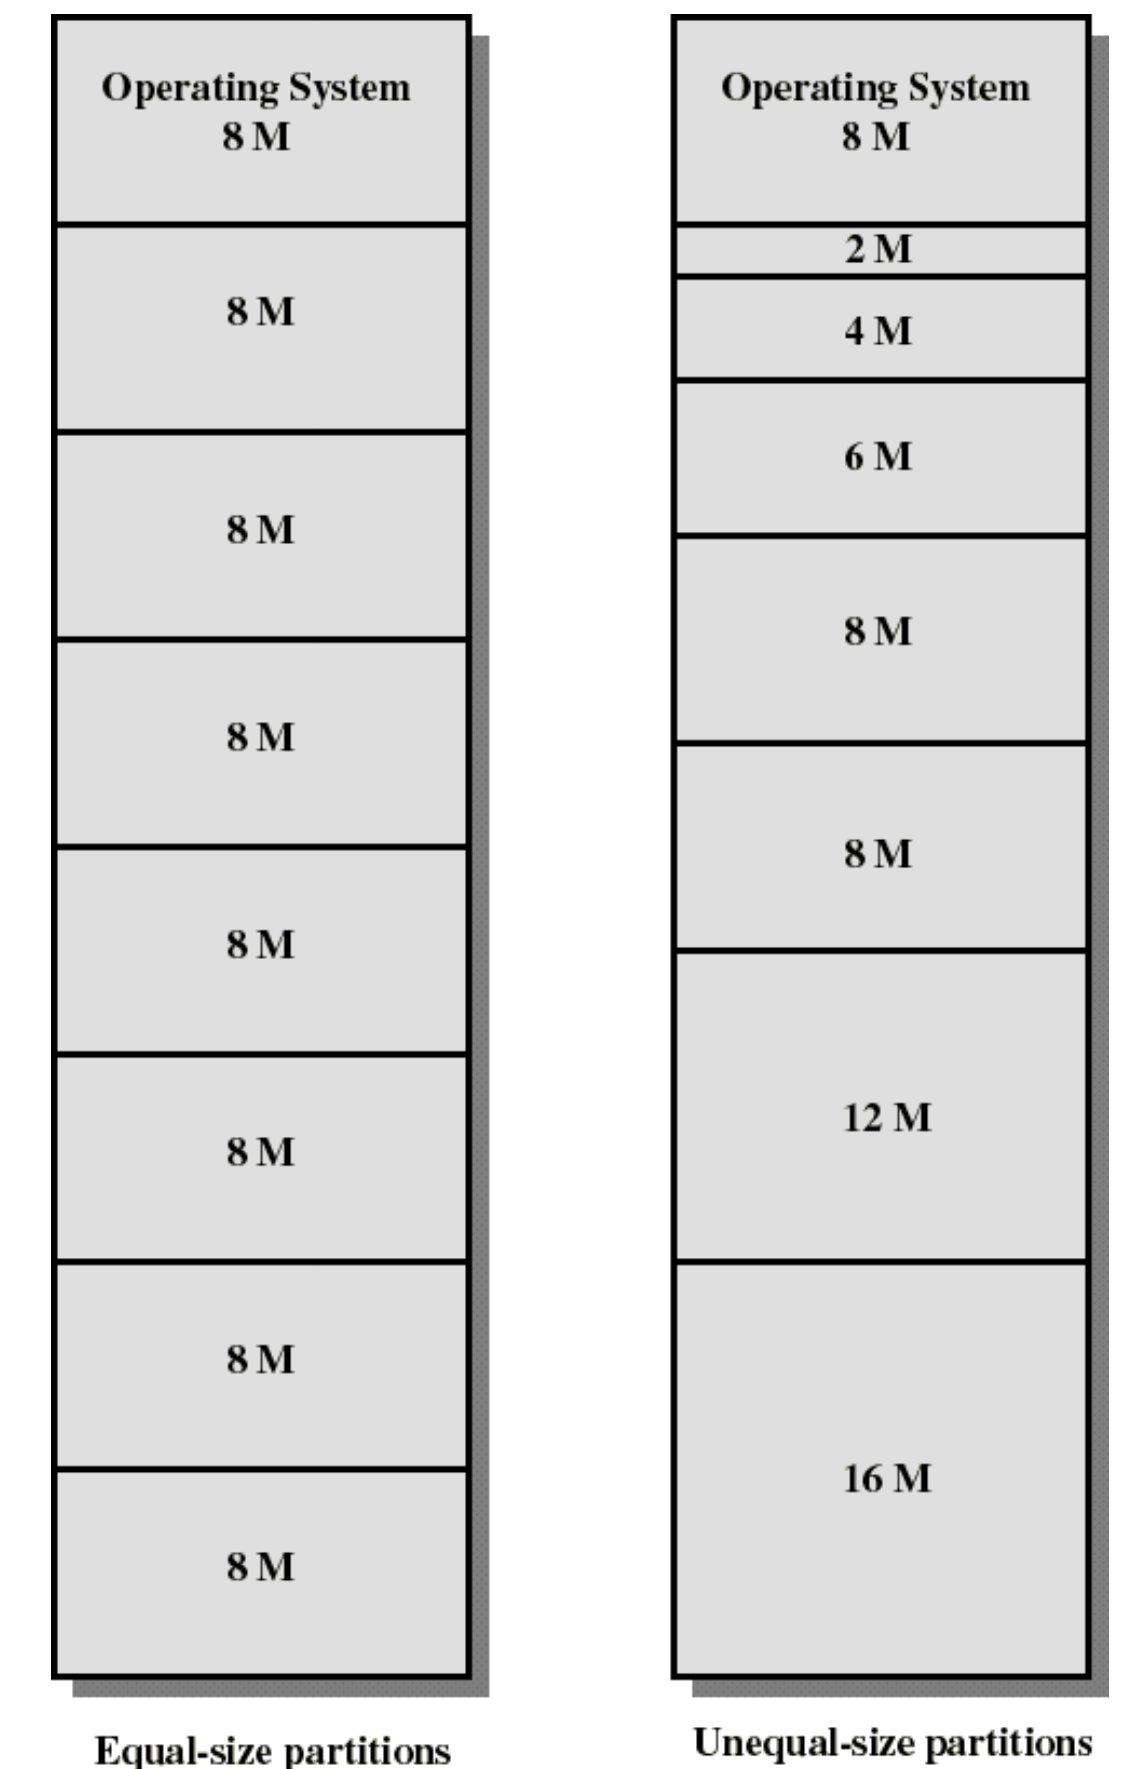 Operating System
8 M
8 M
8 M
8 M
8 M
8 M
8 M
8 M
Equal-size partitions
Operating System
8 M
2 M
4 M
6 M
8 M
8 M
12 M
16 M
Unequal-size partitions